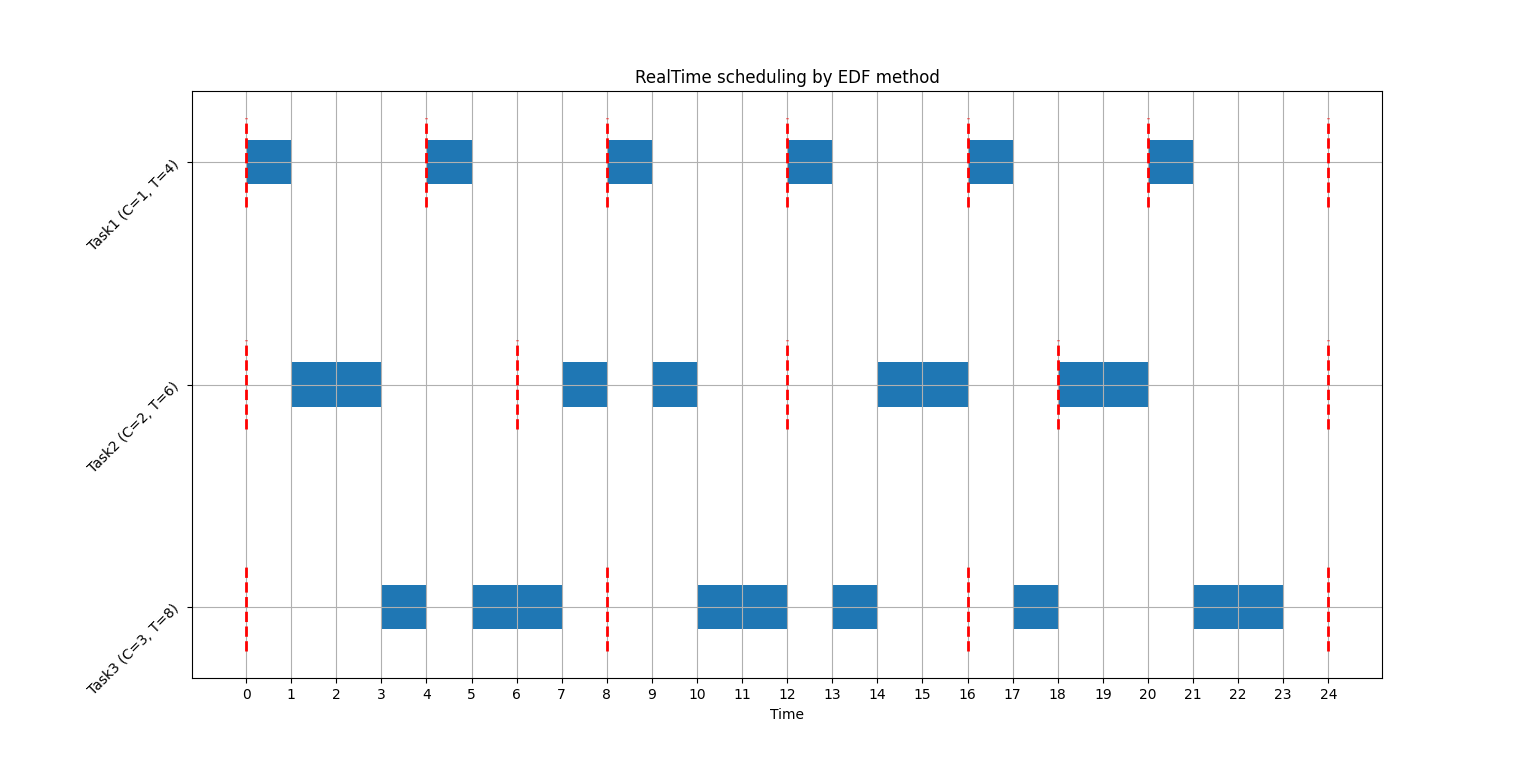 RealTime scheduling by EDF method
Task1 (C=1, T=4)
Task2 (C=2, T=6)
Task3 (C=3, T=8)
0 1 2 3 4 5 6 7 8 9 10 11 12 13 14 15 16 17 18 19 20 21 22 23 24
Time